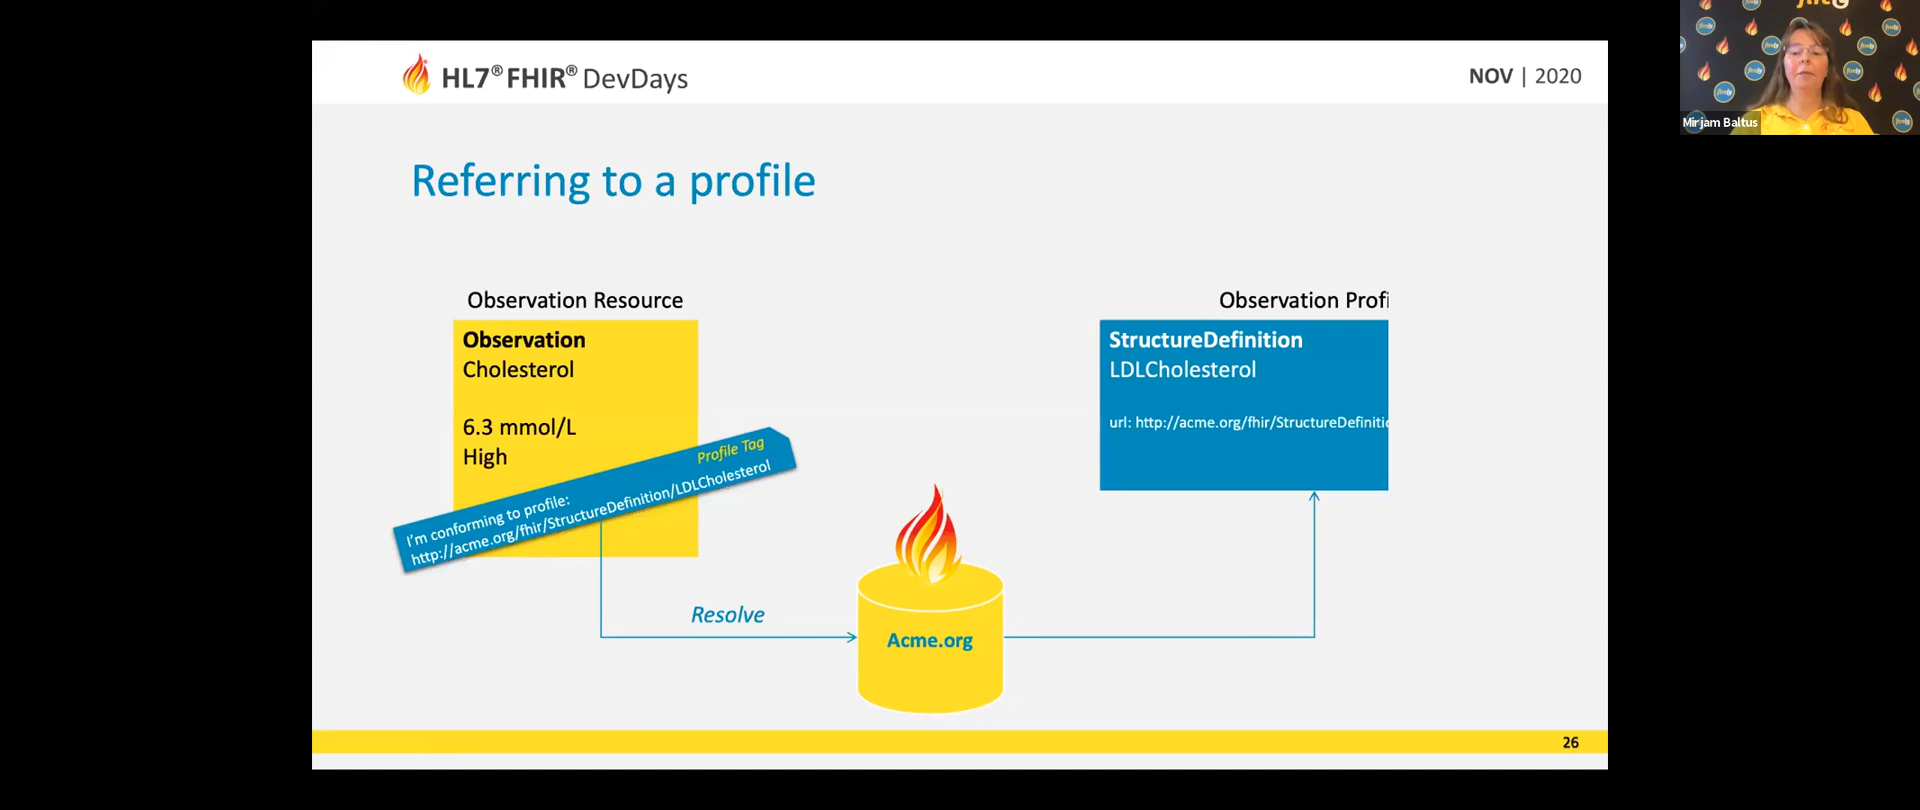 HL7® FHIR® DevDays
NOV | 2020
Mirjam Baltus
Referring to a profile
Observation Resource
Observation
Cholesterol
6.3 mmol/L
High
Profile Tag
I'm conforming to profile:
http://acme.org/fhir/StructureDefinition/LDLCholesterol
Resolve
Acme.org
Observation Profi
StructureDefinition
LDLCholesterol
url: http://acme.org/fhir/StructureDefinitio
26